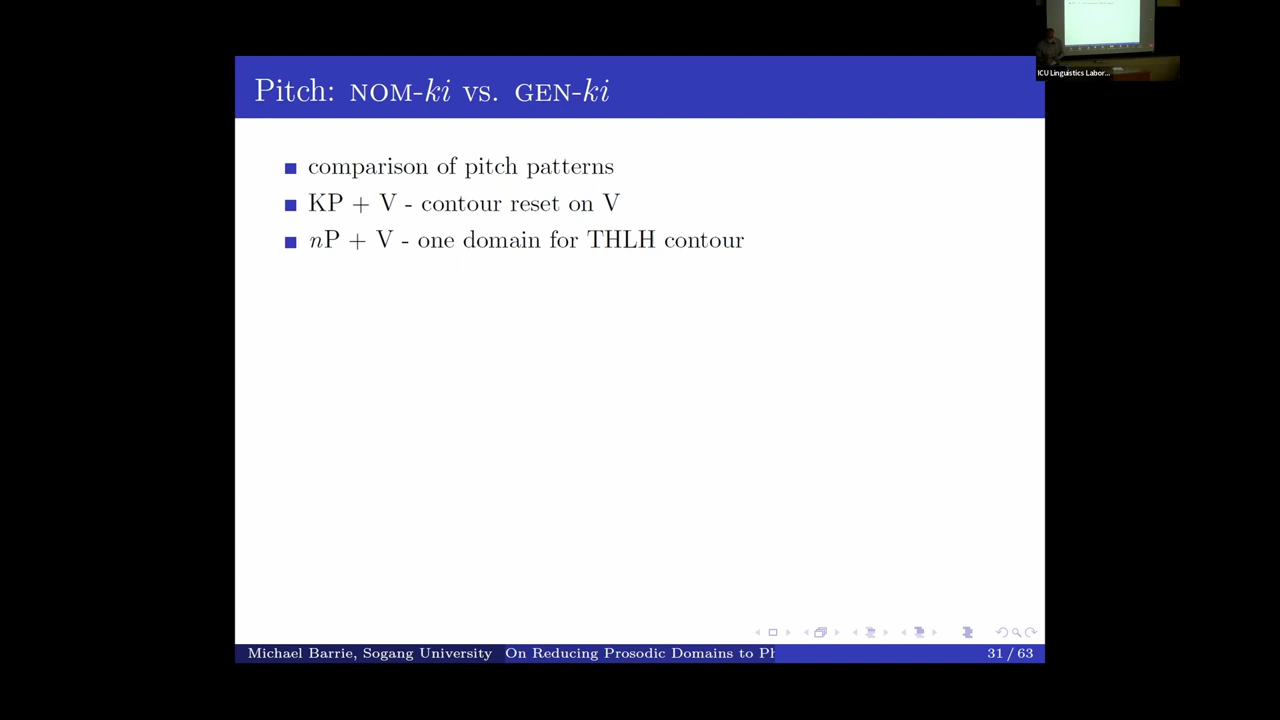 Pitch: NOM-ki vs. GEN-ki
comparison of pitch patterns
KP + V - contour reset on V
nP + V - one domain for THLH contour
Michael Barrie, Sogang University On Reducing Prosodic Domains to Ph
31 / 63
ICU Linguistics Labor...